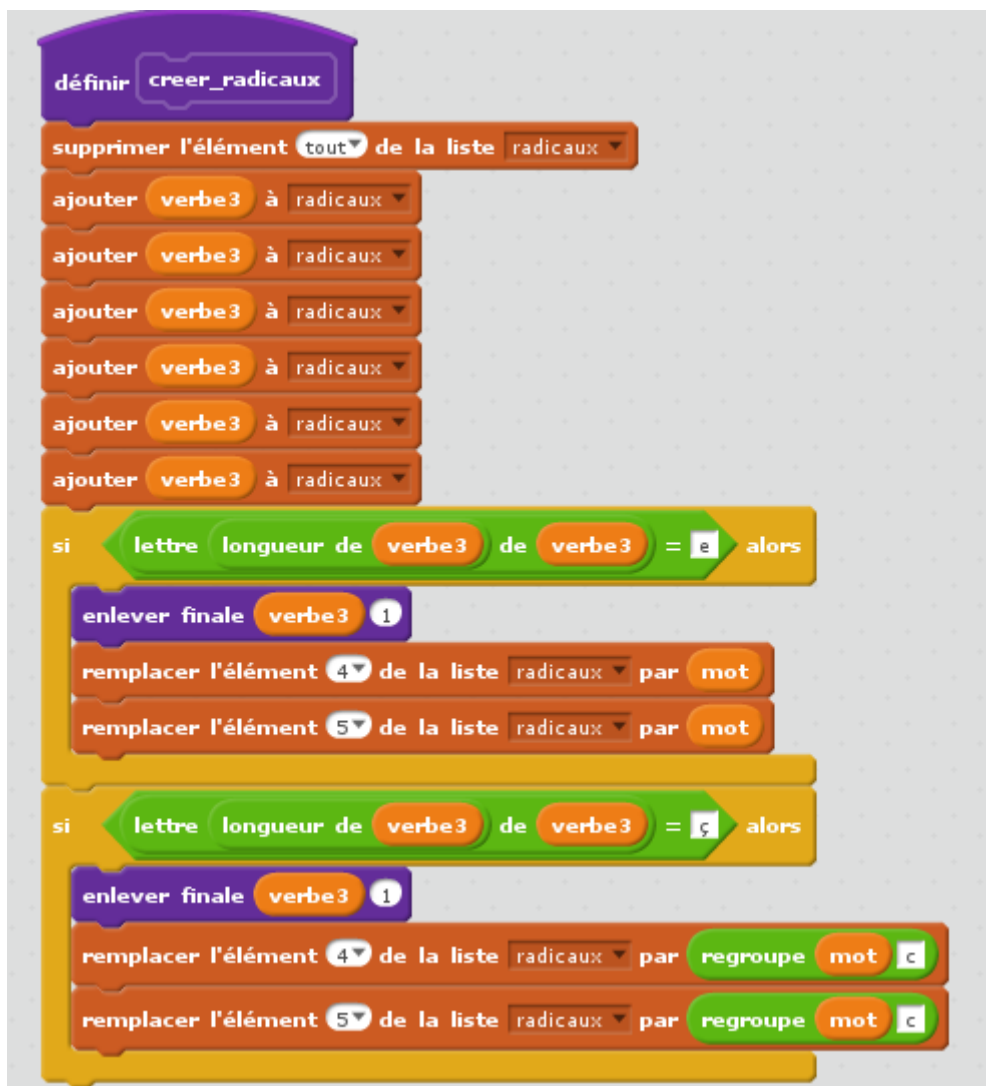 définir creer_radicaux
supprimer l'élément tout de la liste radicaux
ajouter verbe3 à radicaux
ajouter verbe3 à radicaux
ajouter verbe3 à radicaux
ajouter verbe3 à radicaux
ajouter verbe3 à radicaux
ajouter verbe3 à radicaux
si lettre longueur de verbe3 de verbe3 = e alors
enlever finale verbe3 1
remplacer l'élément 4 de la liste radicaux par mot
remplacer l'élément 5 de la liste radicaux par mot
si lettre longueur de verbe3 de verbe3 = ç alors
enlever finale verbe3 1
remplacer l'élément 4 de la liste radicaux par regroupe mot c
remplacer l'élément 5 de la liste radicaux par regroupe mot c